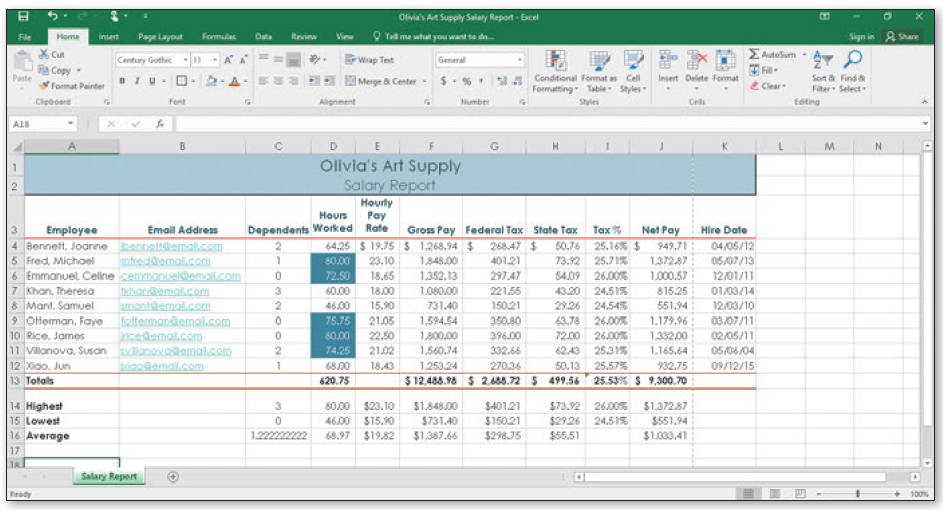 Olivia's Art Supply Salary Report - Excel
File Home Insert Page Layout Formulas Data Review View Tell me what you want to do... Sign in Share
Paste
Cut
Copy
Format Painter
Clipboard
Century Gothic 11 A A
B I U A
Font
Wrap Text
Merge & Center
Alignment
General
$ % ,
Number
Conditional Formatting
Format as Table
Cell Styles
Styles
Insert Delete Format
Cells
AutoSum
Fill
Clear
Sort & Filter
Find & Select
Editing
A18 fx
A B C D E F G H I J K L M N
1 Olivia's Art Supply
2 Salary Report
3 Employee Email Address Dependents Hours Worked Hourly Pay Rate Gross Pay Federal Tax State Tax Tax % Net Pay Hire Date
4 Bennett, Joanne jbennett@email.com 2 64.25 $ 19.75 $ 1,268.94 $ 268.47 $ 50.76 25.16% $ 949.71 04/05/12
5 Fred, Michael mfred@email.com 1 80.00 23.10 1,848.00 401.21 73.92 25.71% 1,372.87 05/07/13
6 Emmanuel, Celine cemmanuel@email.com 0 72.50 18.65 1,352.13 297.47 54.09 26.00% 1,000.57 12/01/11
7 Khan, Theresa tkhan@email.com 3 60.00 18.00 1,080.00 221.55 43.20 24.51% 815.25 01/03/14
8 Mant, Samuel smant@email.com 2 46.00 15.90 731.40 150.21 29.26 24.54% 551.94 12/03/10
9 Otterman, Faye fotterman@email.com 0 75.75 21.05 1,594.54 350.80 63.78 26.00% 1,179.96 03/07/11
10 Rice, James jrice@email.com 0 80.00 22.50 1,800.00 396.00 72.00 26.00% 1,332.00 02/05/11
11 Villanova, Susan svillanova@email.com 2 74.25 21.02 1,560.74 332.66 62.43 25.31% 1,165.64 05/06/04
12 Xiao, Jun jxiao@email.com 1 68.00 18.43 1,253.24 270.36 50.13 25.57% 932.75 09/12/15
13 Totals 620.75 $ 12,488.98 $ 2,688.72 $ 499.56 25.53% $ 9,300.70
14 Highest 3 80.00 $23.10 $1,848.00 $401.21 $73.92 26.00% $1,372.87
15 Lowest 0 46.00 $15.90 $731.40 $150.21 $29.26 24.51% $551.94
16 Average 1.222222222 68.97 $19.82 $1,387.66 $298.75 $55.51 $1,033.41
17
18
Salary Report
Ready 100%